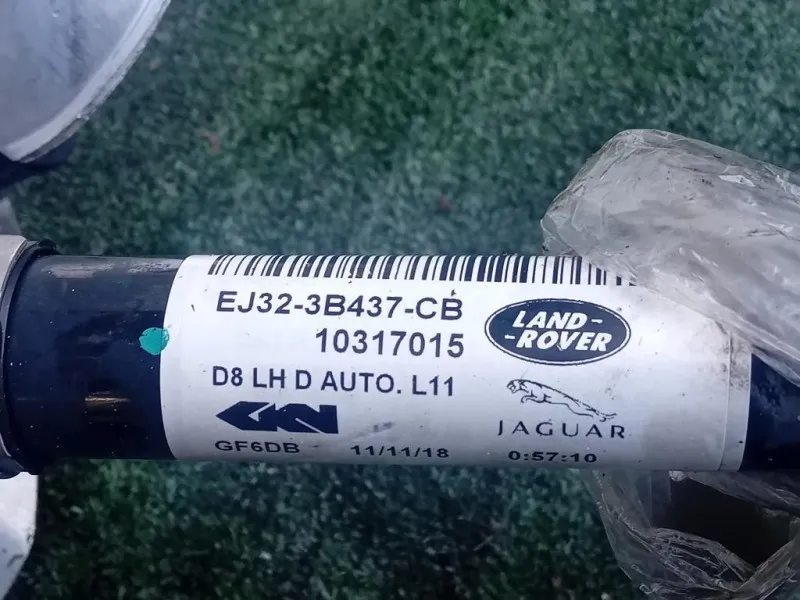 EJ32-3B437-CB
10317015
LAND-
-ROVER
D8 LH D AUTO. L11
GKN
JAGUAR
GF6DB 11/11/18 0:57:10